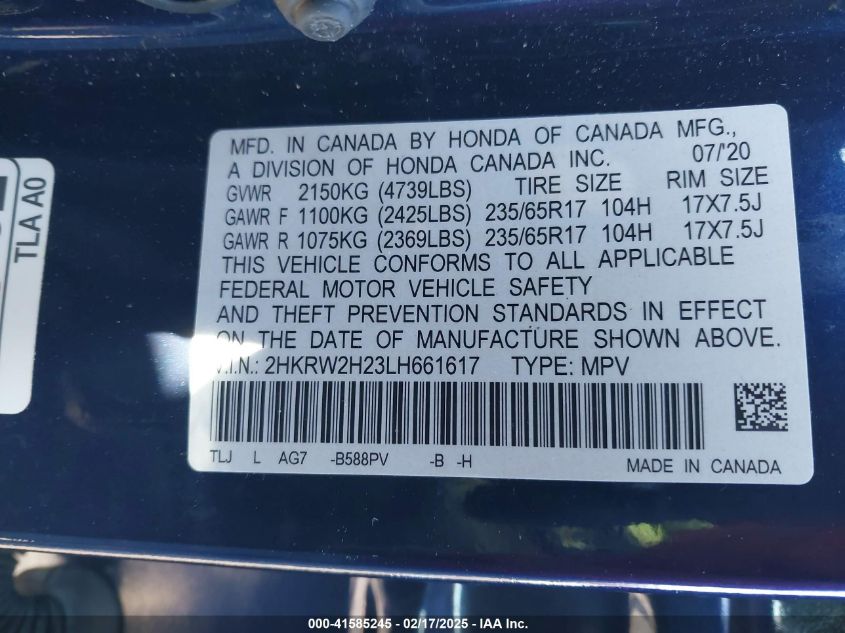 MFD. IN CANADA BY HONDA OF CANADA MFG.,
A DIVISION OF HONDA CANADA INC. 07/'20
GVWR 2150KG (4739LBS) TIRE SIZE RIM SIZE
GAWR F 1100KG (2425LBS) 235/65R17 104H 17X7.5J
GAWR R 1075KG (2369LBS) 235/65R17 104H 17X7.5J
THIS VEHICLE CONFORMS TO ALL APPLICABLE
FEDERAL MOTOR VEHICLE SAFETY
AND THEFT PREVENTION STANDARDS IN EFFECT
ON THE DATE OF MANUFACTURE SHOWN ABOVE.
V.I.N.: 2HKRW2H23LH661617 TYPE: MPV
TLJ L AG7 -B588PV -B -H
MADE IN CANADA
TLA A0
000-41585245 - 02/17/2025 - IAA Inc.